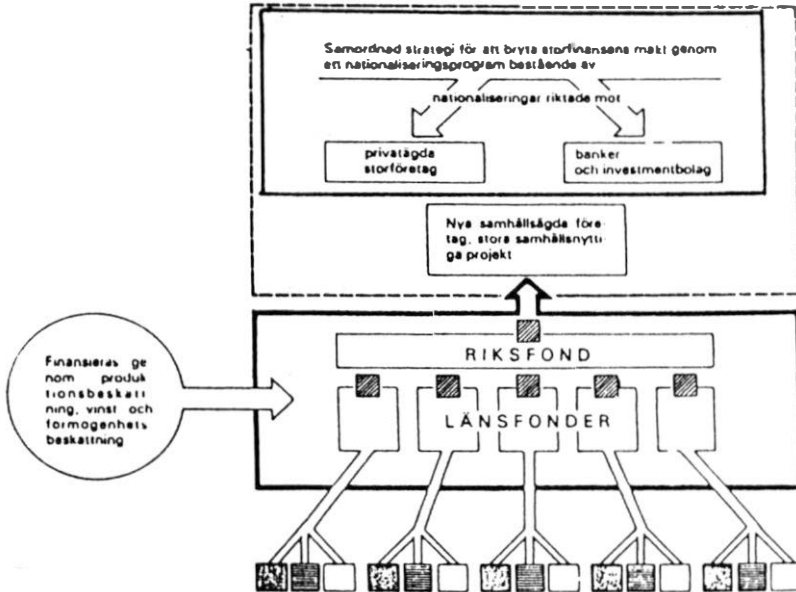 Samordnad strategi för att bryta storfinansens makt genom
ett nationaliseringsprogram bestående av
nationaliseringar riktade mot
privatägda
storföretag
banker
och investmentbolag
Nya samhällsägda före-
tag, stora samhällsnytti-
ga projekt
RIKSFOND
LÄNSFONDER
Finansieras ge
nom produk
tionsbeskatt
ning, vinst och
förmögenhets
beskattning